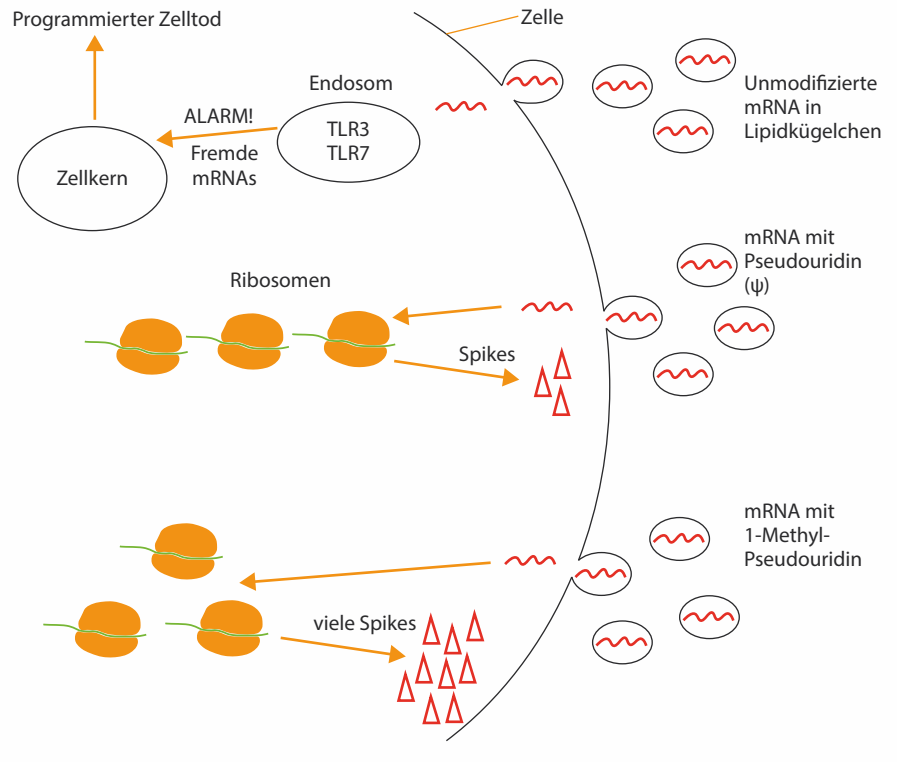 Programmierter Zelltod
Zelle
Endosom
Unmodifizierte
mRNA in
Lipidkügelchen
ALARM!
TLR3
TLR7
Fremde
mRNAs
Zellkern
mRNA mit
Pseudouridin
(ψ)
Ribosomen
Spikes
mRNA mit
1-Methyl-
Pseudouridin
viele Spikes